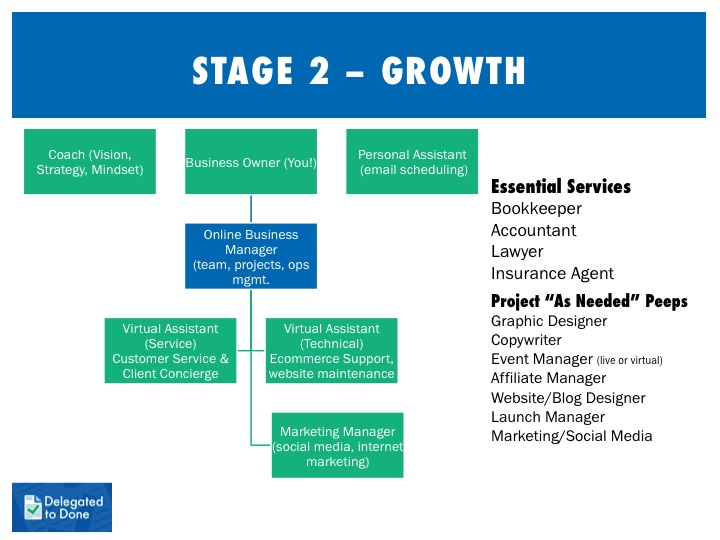 STAGE 2 – GROWTH
Coach (Vision,
Strategy, Mindset)
Business Owner (You!)
Personal Assistant
(email scheduling)
Online Business
Manager
(team, projects, ops
mgmt.
Virtual Assistant
(Service)
Customer Service &
Client Concierge
Virtual Assistant
(Technical)
Ecommerce Support,
website maintenance
Marketing Manager
(social media, internet
marketing)
Essential Services
Bookkeeper
Accountant
Lawyer
Insurance Agent
Project “As Needed” Peeps
Graphic Designer
Copywriter
Event Manager (live or virtual)
Affiliate Manager
Website/Blog Designer
Launch Manager
Marketing/Social Media
Delegated
to Done